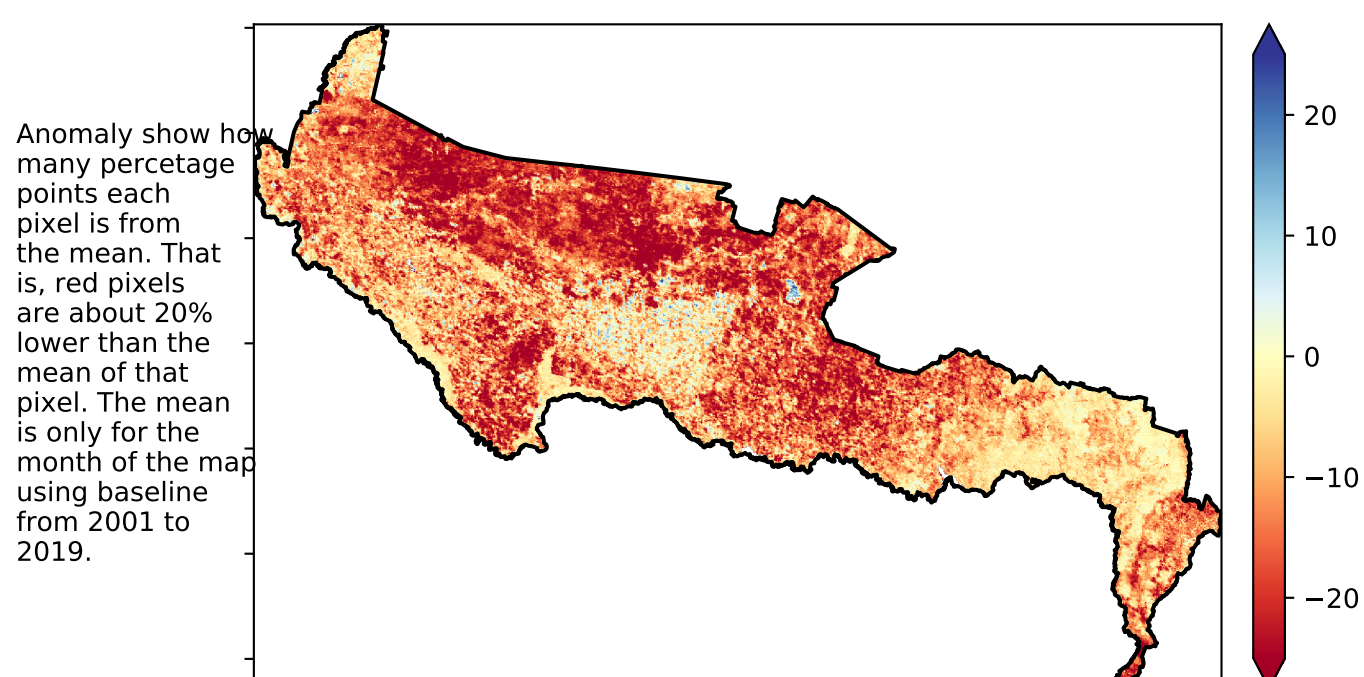 Anomaly show how
many percetage
points each
pixel is from
the mean. That
is, red pixels
are about 20%
lower than the
mean of that
pixel. The mean
is only for the
month of the map
using baseline
from 2001 to
2019.
20
10
0
−10
−20